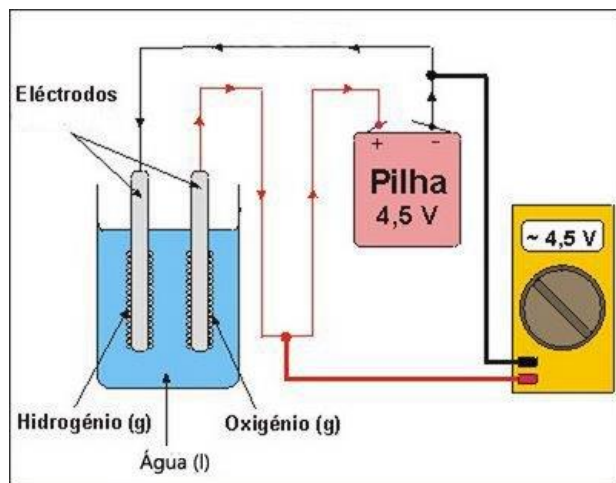 Eléctrodos
+ -
Pilha
4,5 V
~ 4,5 V
Hidrogénio (g)
Oxigénio (g)
Água (l)